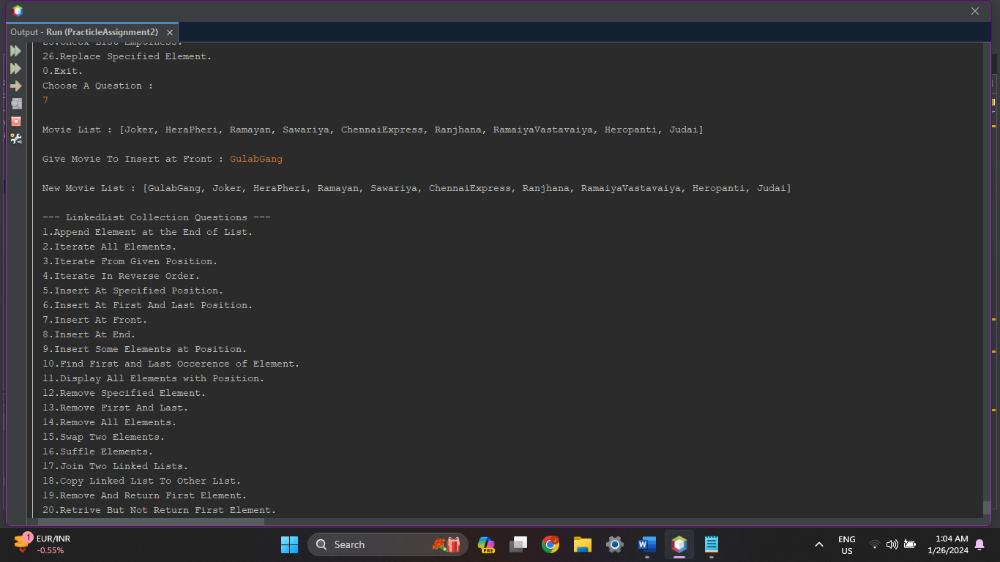 Output - Run (PracticleAssignment2)
25.Check List Emptiness.
26.Replace Specified Element.
0.Exit.
Choose A Question :
7
Movie List : [Joker, HeraPheri, Ramayan, Sawariya, ChennaiExpress, Ranjhana, RamaiyaVastavaiya, Heropanti, Judai]
Give Movie To Insert at Front : GulabGang
New Movie List : [GulabGang, Joker, HeraPheri, Ramayan, Sawariya, ChennaiExpress, Ranjhana, RamaiyaVastavaiya, Heropanti, Judai]
--- LinkedList Collection Questions ---
1.Append Element at the End of List.
2.Iterate All Elements.
3.Iterate From Given Position.
4.Iterate In Reverse Order.
5.Insert At Specified Position.
6.Insert At First And Last Position.
7.Insert At Front.
8.Insert At End.
9.Insert Some Elements at Position.
10.Find First and Last Occerence of Element.
11.Display All Elements with Position.
12.Remove Specified Element.
13.Remove First And Last.
14.Remove All Elements.
15.Swap Two Elements.
16.Suffle Elements.
17.Join Two Linked Lists.
18.Copy Linked List To Other List.
19.Remove And Return First Element.
20.Retrive But Not Return First Element.
1
EUR/INR
-0.55%
Search
PRE
ENG
US
1:04 AM
1/26/2024